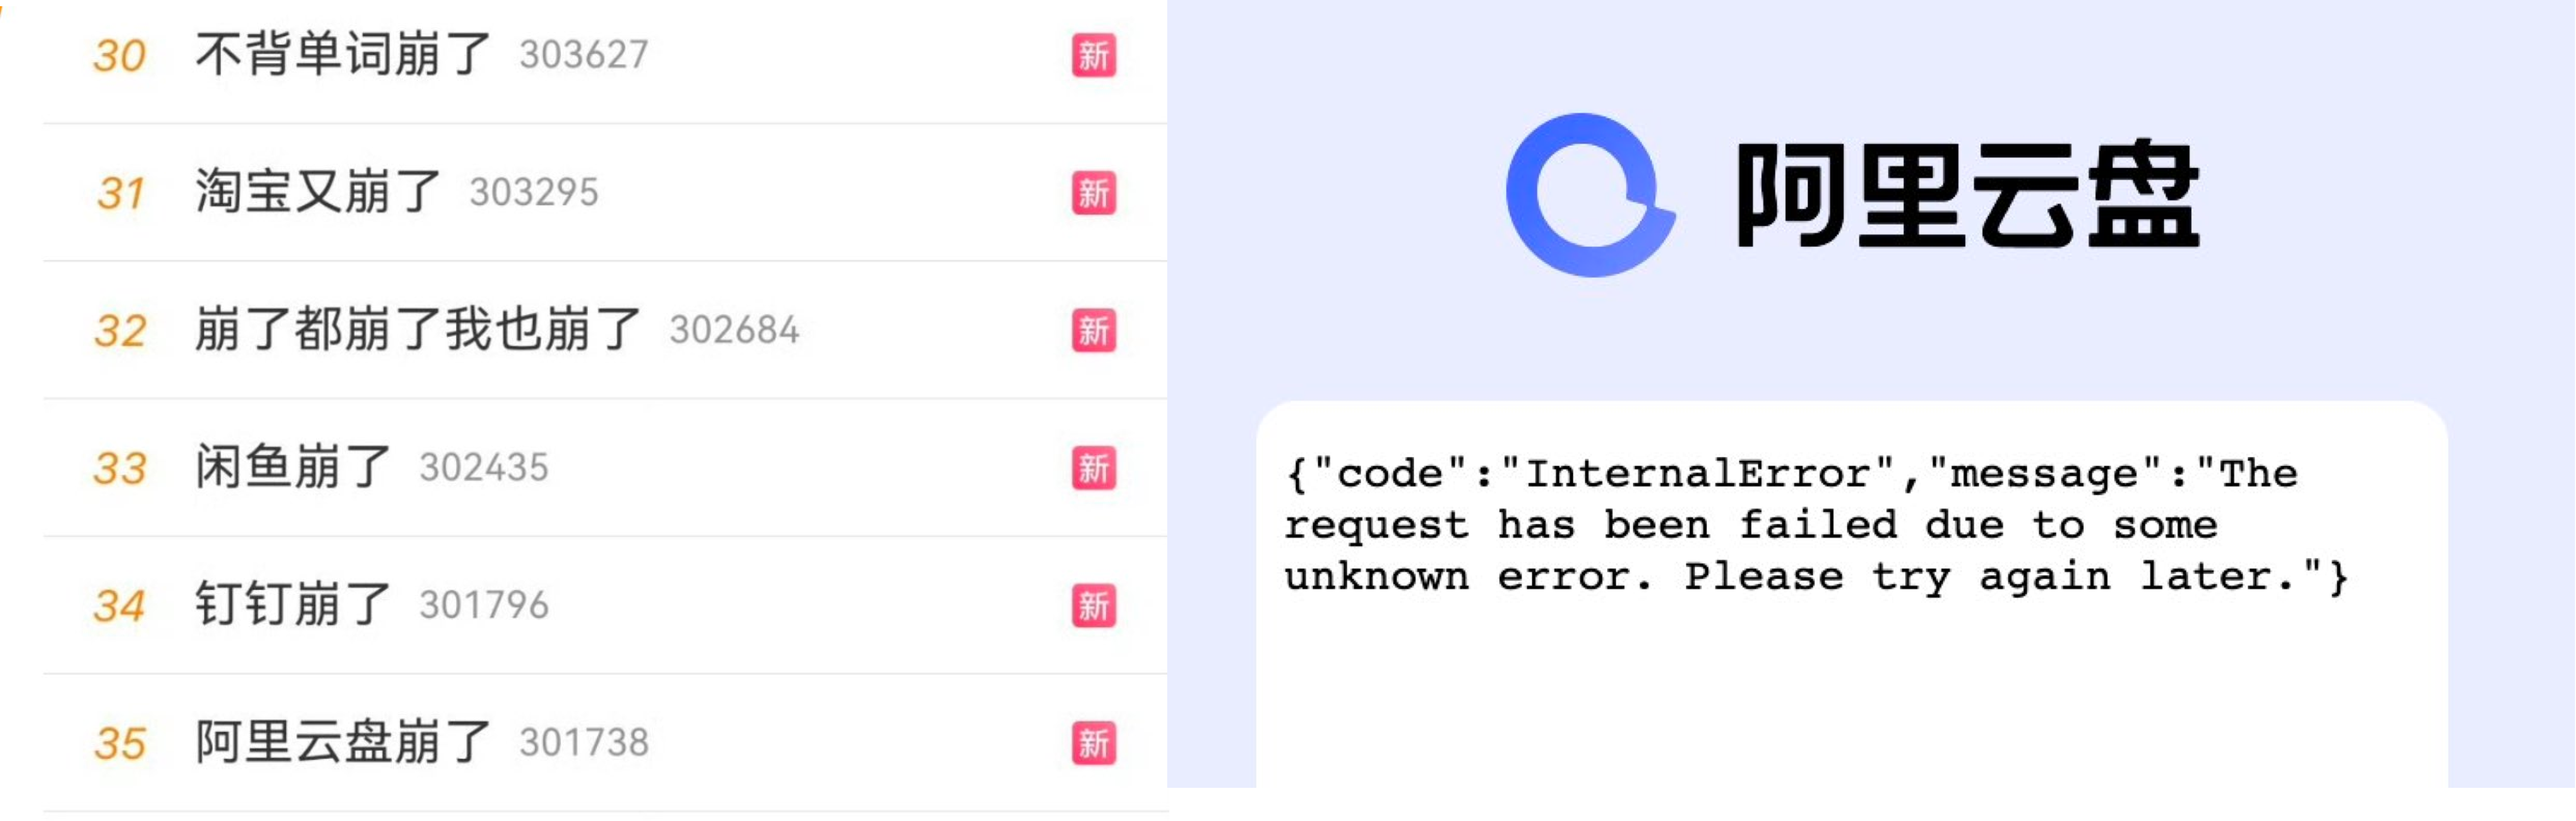 30 不背单词崩了 303627 新
31 淘宝又崩了 303295 新
32 崩了都崩了我也崩了 302684 新
33 闲鱼崩了 302435 新
34 钉钉崩了 301796 新
35 阿里云盘崩了 301738 新
阿里云盘
{"code":"InternalError","message":"The
request has been failed due to some
unknown error. Please try again later."}